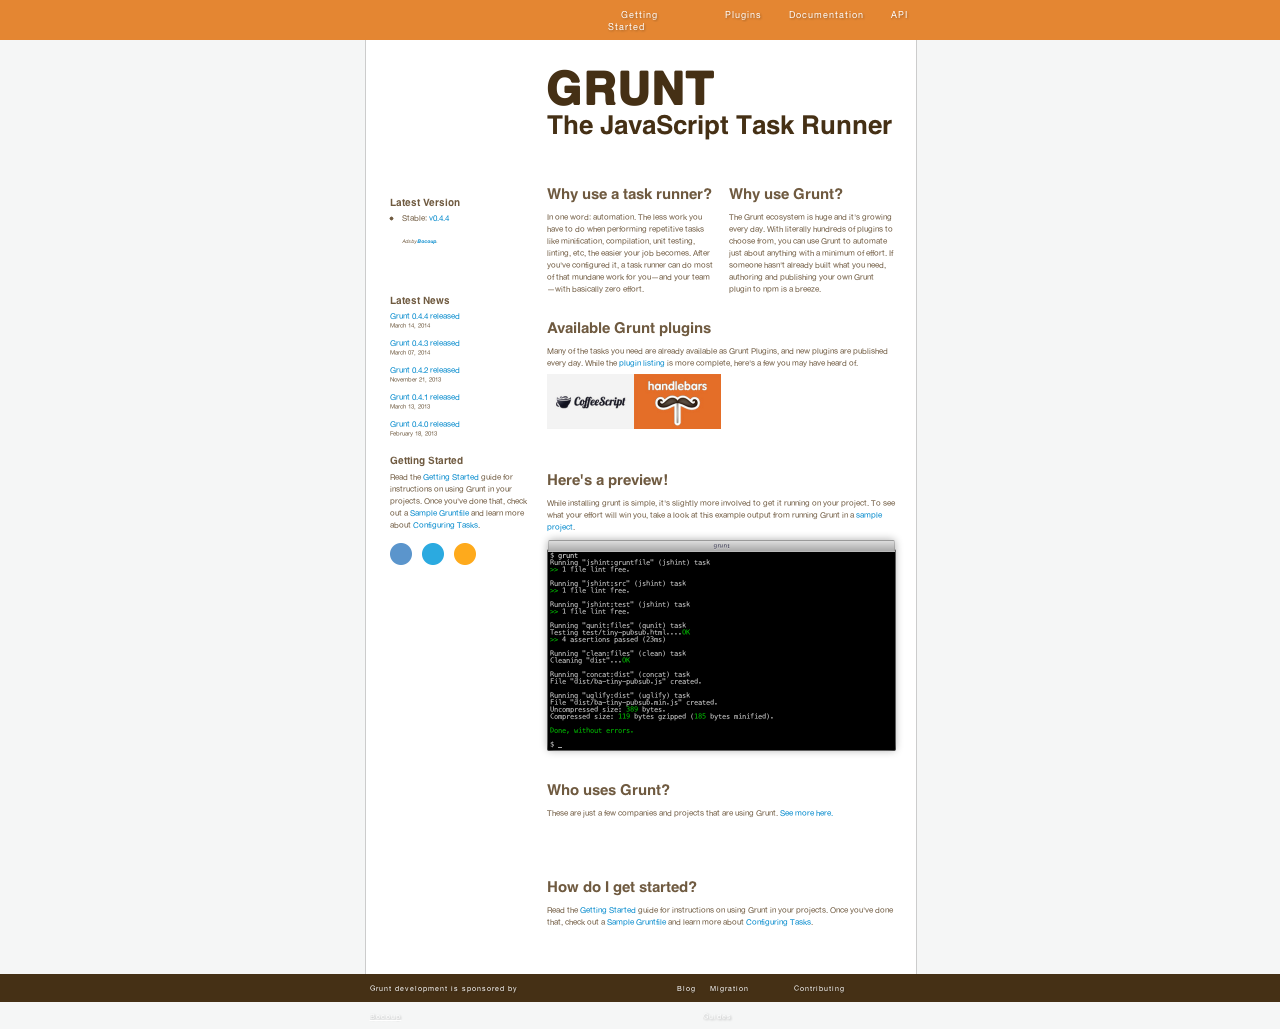 Getting
Started
Plugins
Documentation
API
GRUNT
The JavaScript Task Runner
Latest Version
Stable: v0.4.4
Ads by Bocoup.
Latest News
Grunt 0.4.4 released
March 14, 2014
Grunt 0.4.3 released
March 07, 2014
Grunt 0.4.2 released
November 21, 2013
Grunt 0.4.1 released
March 13, 2013
Grunt 0.4.0 released
February 18, 2013
Getting Started
Read the Getting Started guide for
instructions on using Grunt in your
projects. Once you've done that, check
out a Sample Gruntfile and learn more
about Configuring Tasks.
Why use a task runner?
In one word: automation. The less work you
have to do when performing repetitive tasks
like minification, compilation, unit testing,
linting, etc, the easier your job becomes. After
you've configured it, a task runner can do most
of that mundane work for you—and your team
—with basically zero effort.
Why use Grunt?
The Grunt ecosystem is huge and it's growing
every day. With literally hundreds of plugins to
choose from, you can use Grunt to automate
just about anything with a minimum of effort. If
someone hasn't already built what you need,
authoring and publishing your own Grunt
plugin to npm is a breeze.
Available Grunt plugins
Many of the tasks you need are already available as Grunt Plugins, and new plugins are published
every day. While the plugin listing is more complete, here's a few you may have heard of.
CoffeeScript
handlebars
Here's a preview!
While installing grunt is simple, it's slightly more involved to get it running on your project. To see
what your effort will win you, take a look at this example output from running Grunt in a sample
project.
grunt
$ grunt
Running "jshint:gruntfile" (jshint) task
>> 1 file lint free.
Running "jshint:src" (jshint) task
>> 1 file lint free.
Running "jshint:test" (jshint) task
>> 1 file lint free.
Running "qunit:files" (qunit) task
Testing test/tiny-pubsub.html....OK
>> 4 assertions passed (23ms)
Running "clean:files" (clean) task
Cleaning "dist"...OK
Running "concat:dist" (concat) task
File "dist/ba-tiny-pubsub.js" created.
Running "uglify:dist" (uglify) task
File "dist/ba-tiny-pubsub.min.js" created.
Uncompressed size: 389 bytes.
Compressed size: 119 bytes gzipped (185 bytes minified).
Done, without errors.
$ _
Who uses Grunt?
These are just a few companies and projects that are using Grunt. See more here.
How do I get started?
Read the Getting Started guide for instructions on using Grunt in your projects. Once you've done
that, check out a Sample Gruntfile and learn more about Configuring Tasks.
Grunt development is sponsored by
Bocoup
Blog
Migration
Guides
Contributing